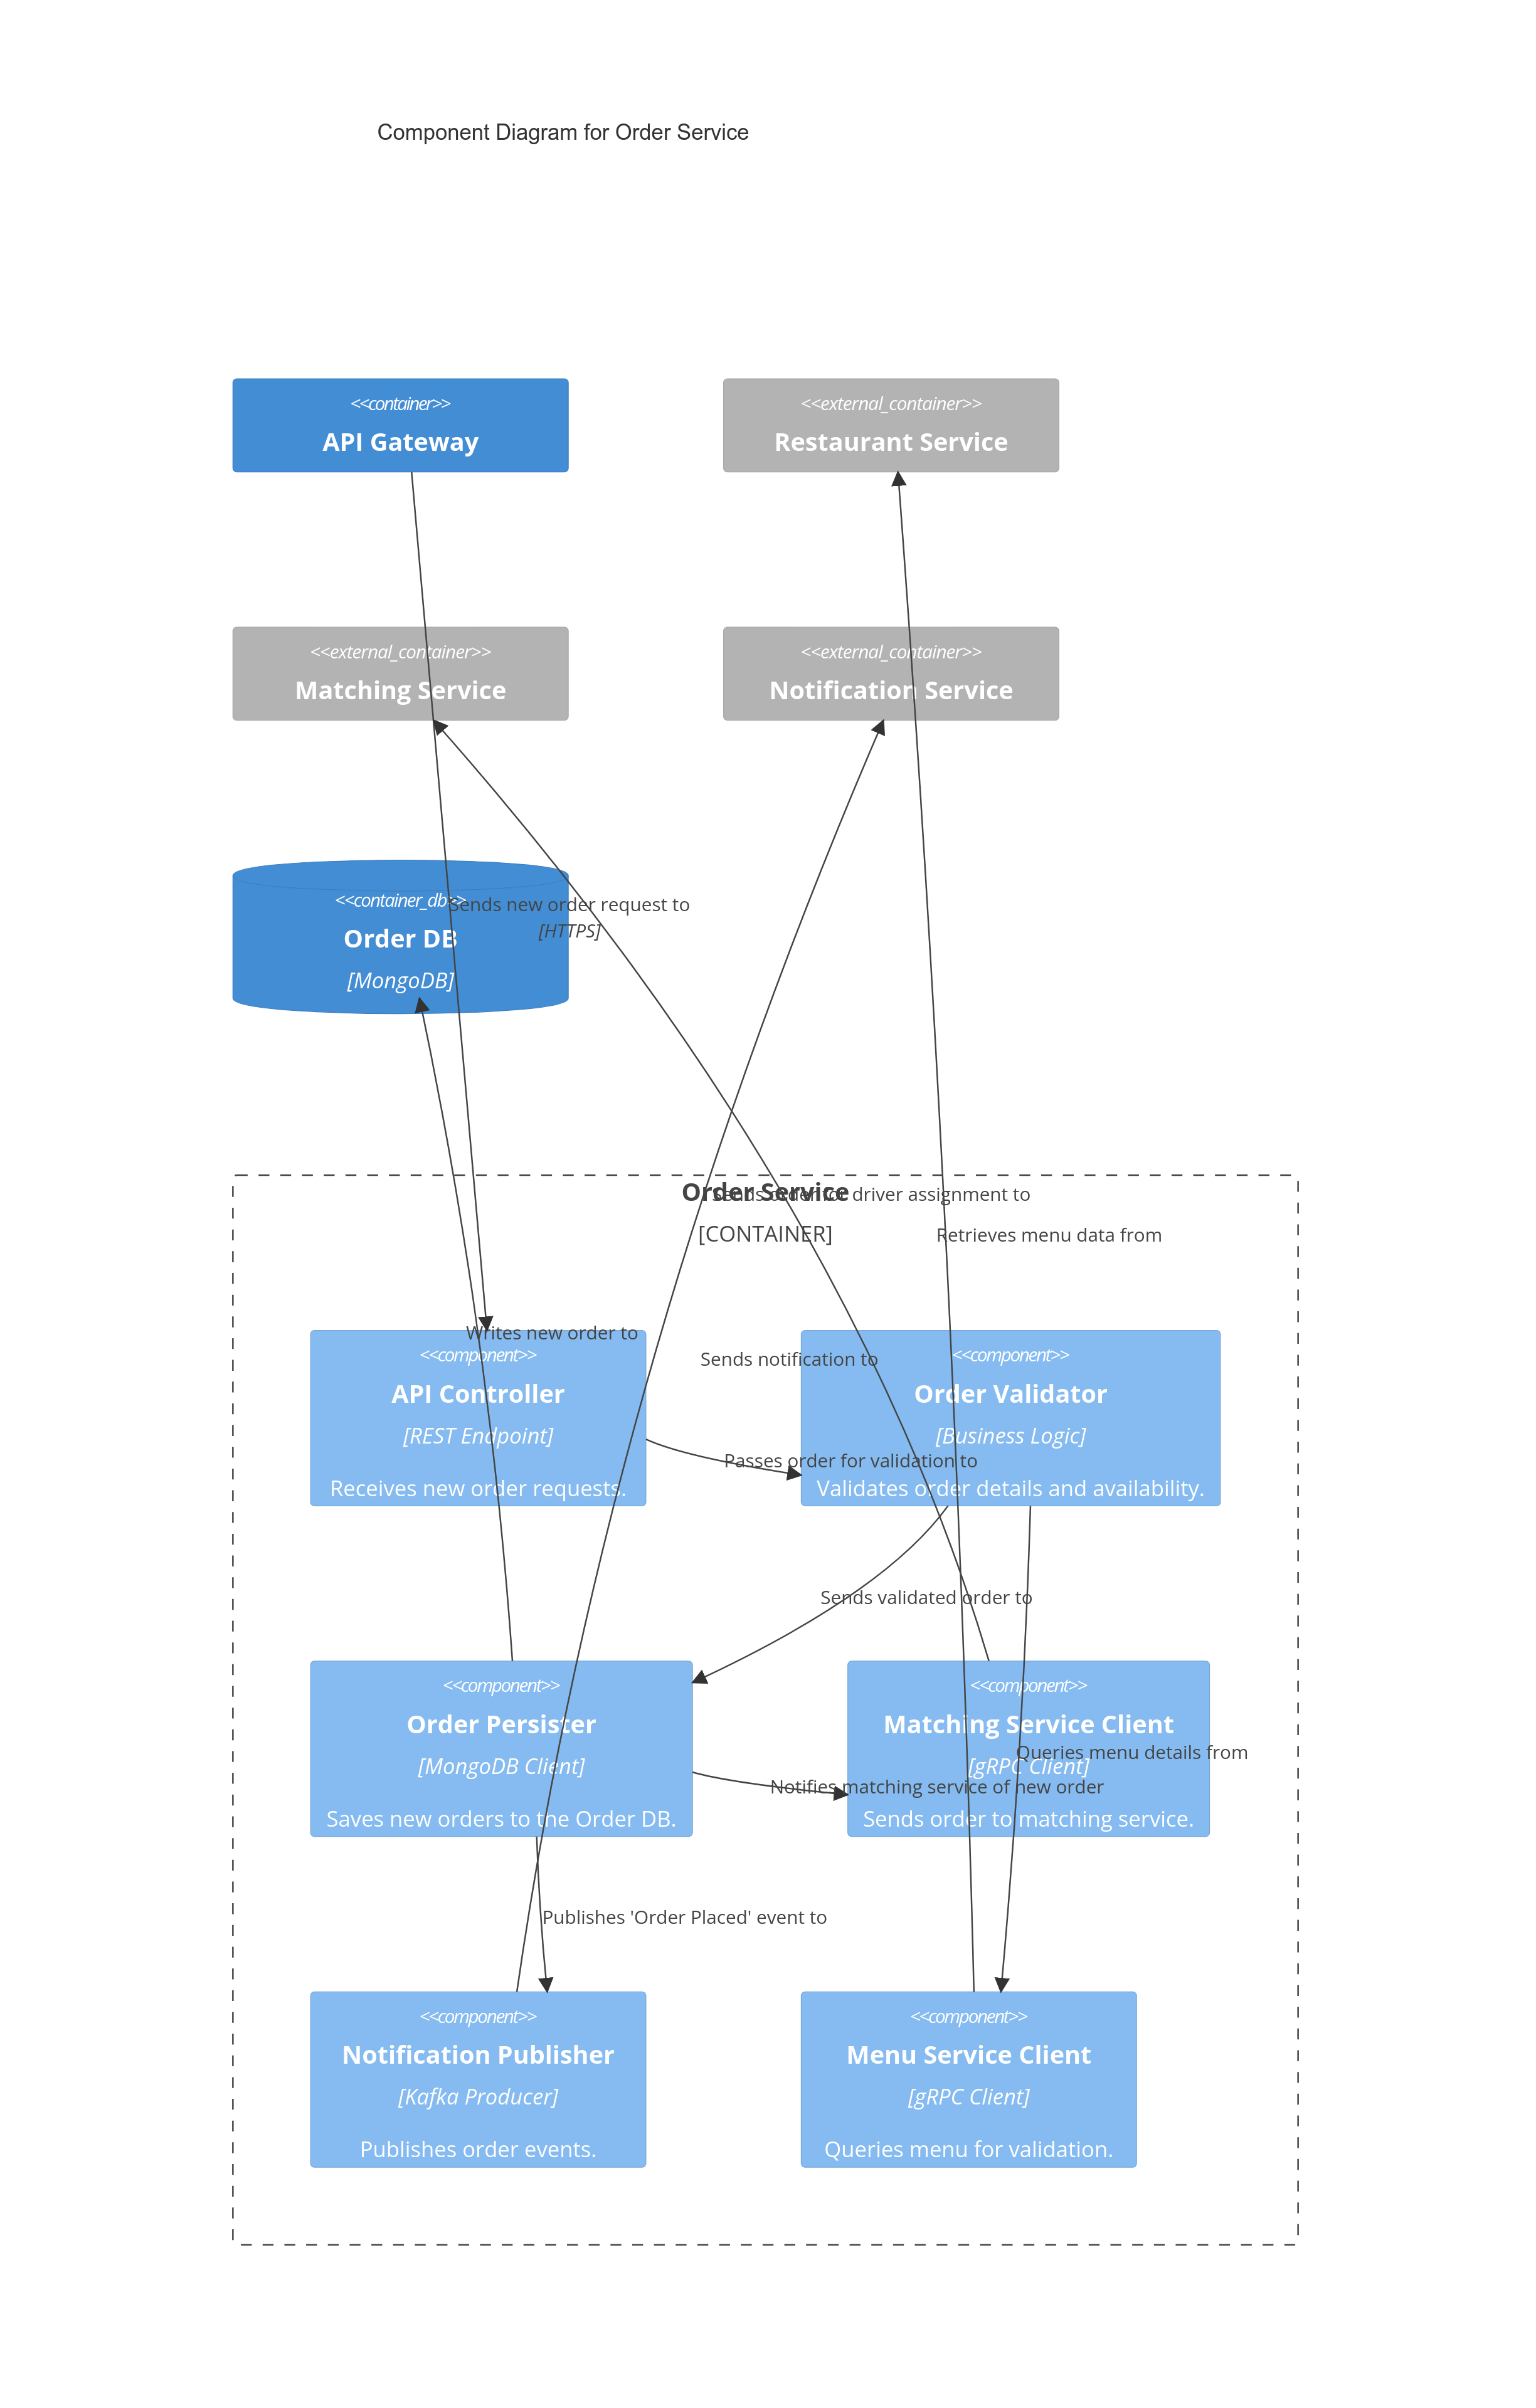 Component Diagram for Order Service
<<container>>
API Gateway
<<external_container>>
Restaurant Service
<<external_container>>
Matching Service
<<external_container>>
Notification Service
<<container_db>>
Order DB
[MongoDB]
Sends new order request to
[HTTPS]
Order Service
[CONTAINER]
Sends order for driver assignment to
Retrieves menu data from
Writes new order to
Sends notification to
<<component>>
API Controller
[REST Endpoint]
Receives new order requests.
Passes order for validation to
<<component>>
Order Validator
[Business Logic]
Validates order details and availability.
Sends validated order to
<<component>>
Order Persister
[MongoDB Client]
Saves new orders to the Order DB.
<<component>>
Matching Service Client
[gRPC Client]
Sends order to matching service.
Queries menu details from
Notifies matching service of new order
Publishes 'Order Placed' event to
<<component>>
Notification Publisher
[Kafka Producer]
Publishes order events.
<<component>>
Menu Service Client
[gRPC Client]
Queries menu for validation.